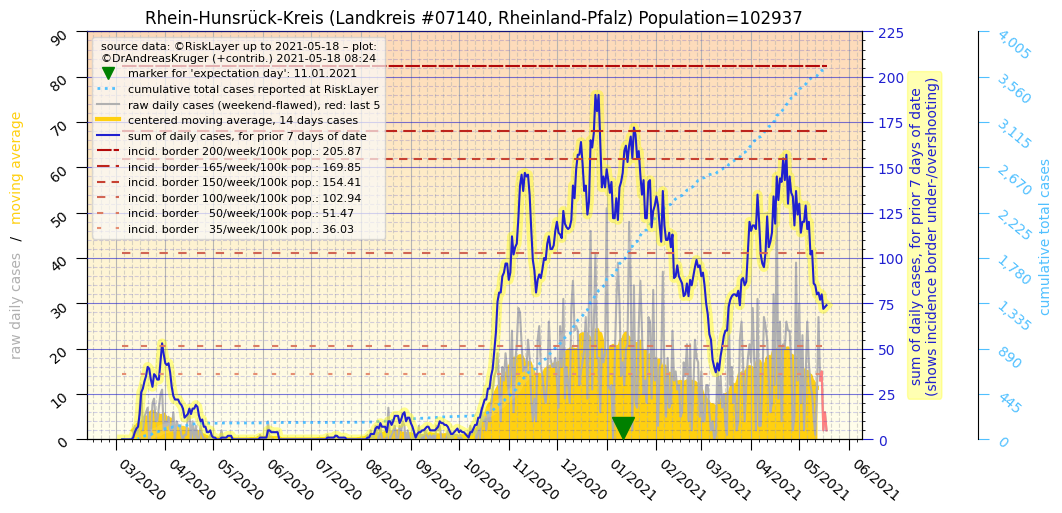 Rhein-Hunsrück-Kreis (Landkreis #07140, Rheinland-Pfalz) Population=102937
source data: ©RiskLayer up to 2021-05-18 – plot:
©DrAndreasKruger (+contrib.) 2021-05-18 08:24
marker for 'expectation day': 11.01.2021
cumulative total cases reported at RiskLayer
raw daily cases (weekend-flawed), red: last 5
centered moving average, 14 days cases
sum of daily cases, for prior 7 days of date
incid. border 200/week/100k pop.: 205.87
incid. border 165/week/100k pop.: 169.85
incid. border 150/week/100k pop.: 154.41
incid. border 100/week/100k pop.: 102.94
incid. border 50/week/100k pop.: 51.47
incid. border 35/week/100k pop.: 36.03
raw daily cases / moving average
90
80
70
60
50
40
30
20
10
0
03/2020
04/2020
05/2020
06/2020
07/2020
08/2020
09/2020
10/2020
11/2020
12/2020
01/2021
02/2021
03/2021
04/2021
05/2021
06/2021
225
200
175
150
125
100
75
50
25
0
sum of daily cases, for prior 7 days of date
(shows incidence border under-/overshooting)
4,005
3,560
3,115
2,670
2,225
1,780
1,335
890
445
0
cumulative total cases